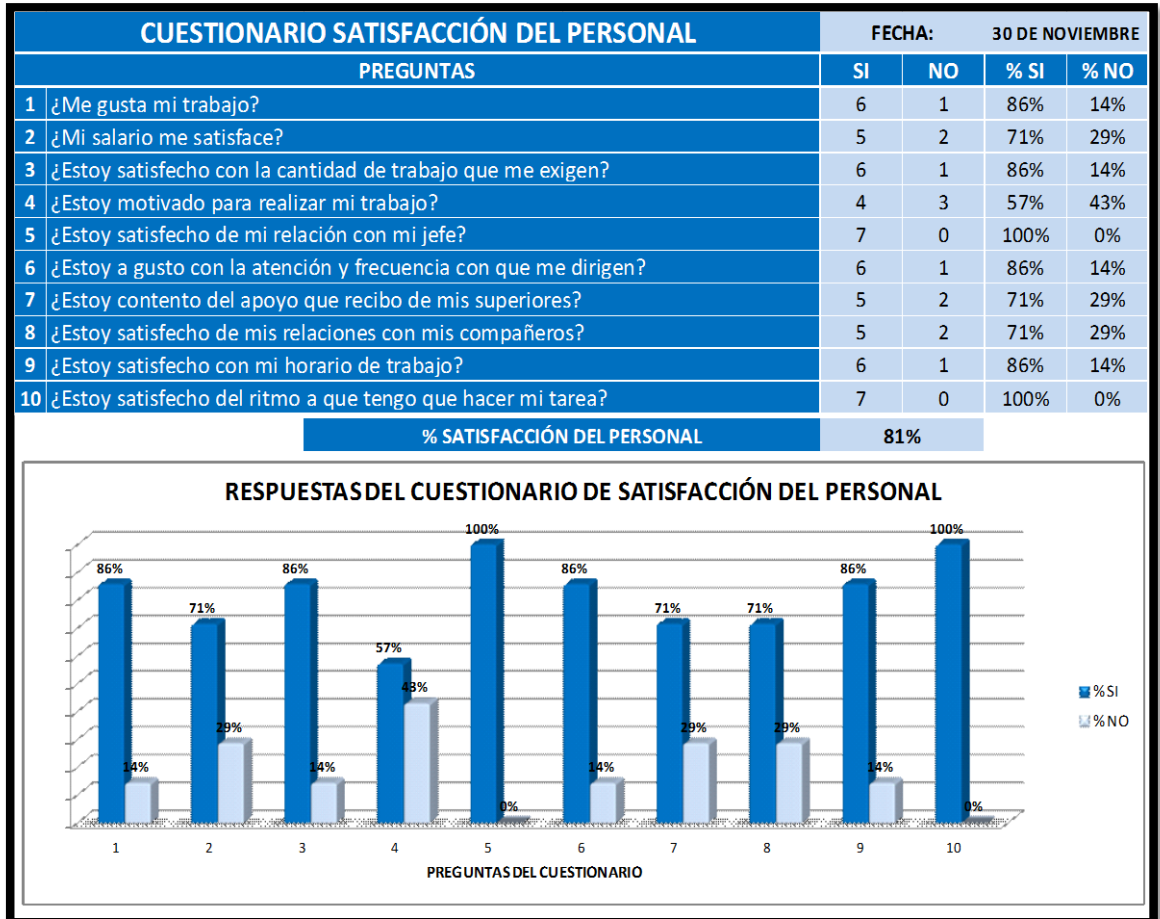 CUESTIONARIO SATISFACCIÓN DEL PERSONAL FECHA: 30 DE NOVIEMBRE
PREGUNTAS SI NO % SI % NO
1 ¿Me gusta mi trabajo? 6 1 86% 14%
2 ¿Mi salario me satisface? 5 2 71% 29%
3 ¿Estoy satisfecho con la cantidad de trabajo que me exigen? 6 1 86% 14%
4 ¿Estoy motivado para realizar mi trabajo? 4 3 57% 43%
5 ¿Estoy satisfecho de mi relación con mi jefe? 7 0 100% 0%
6 ¿Estoy a gusto con la atención y frecuencia con que me dirigen? 6 1 86% 14%
7 ¿Estoy contento del apoyo que recibo de mis superiores? 5 2 71% 29%
8 ¿Estoy satisfecho de mis relaciones con mis compañeros? 5 2 71% 29%
9 ¿Estoy satisfecho con mi horario de trabajo? 6 1 86% 14%
10 ¿Estoy satisfecho del ritmo a que tengo que hacer mi tarea? 7 0 100% 0%
% SATISFACCIÓN DEL PERSONAL 81%
RESPUESTAS DEL CUESTIONARIO DE SATISFACCIÓN DEL PERSONAL
100% 100%
86% 86% 86% 86%
71% 71% 71%
57%
43%
29% 29% 29%
14% 14% 14% 14%
0% 0%
%SI
%NO
1 2 3 4 5 6 7 8 9 10
PREGUNTAS DEL CUESTIONARIO